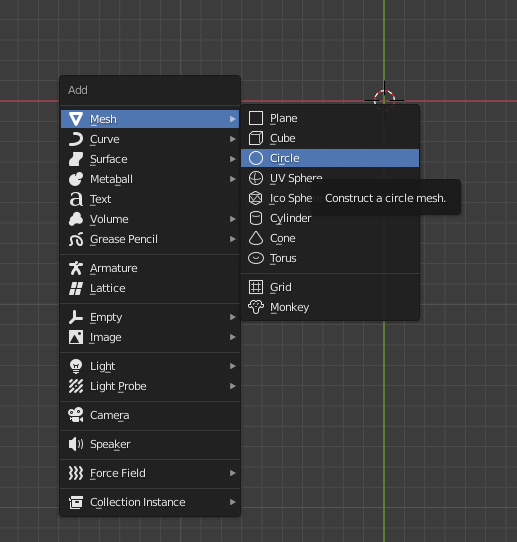 Add
Mesh
Curve
Surface
Metaball
Text
Volume
Grease Pencil
Armature
Lattice
Empty
Image
Light
Light Probe
Camera
Speaker
Force Field
Collection Instance
Plane
Cube
Circle
UV Sphere
Ico Sphe
Construct a circle mesh.
Cylinder
Cone
Torus
Grid
Monkey